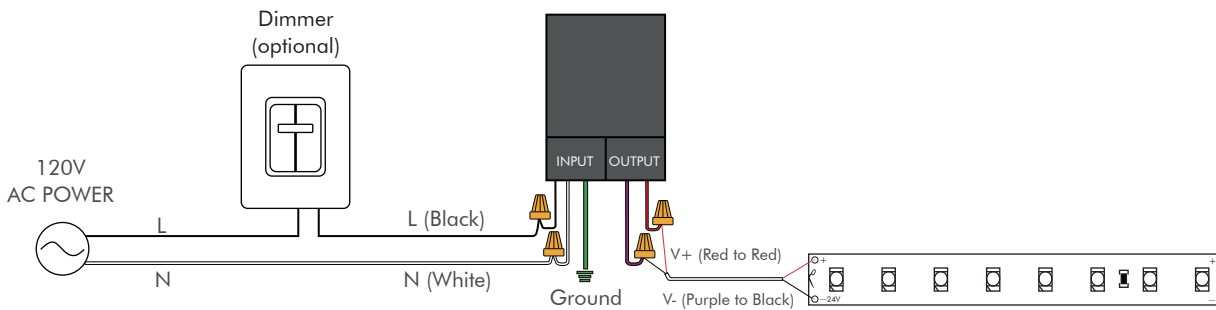 Dimmer
(optional)
INPUT
OUTPUT
120V
AC POWER
L
L (Black)
N
N (White)
Ground
V+ (Red to Red)
V- (Purple to Black)
+
−24V
+
−